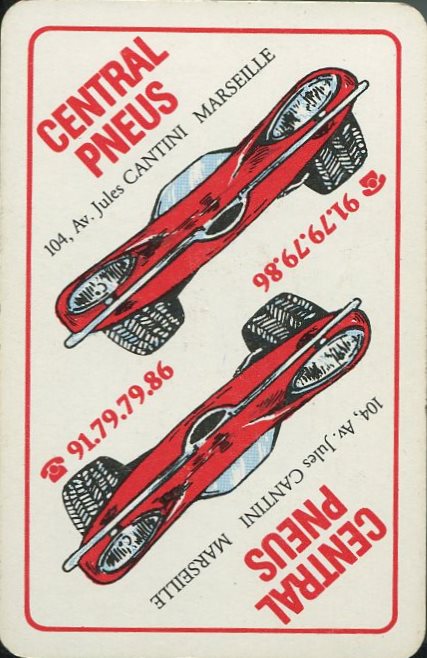 CENTRAL
PNEUS
104, Av. Jules CANTINI MARSEILLE
91.79.79.86
91.79.79.86
104, Av. Jules CANTINI MARSEILLE
CENTRAL
PNEUS